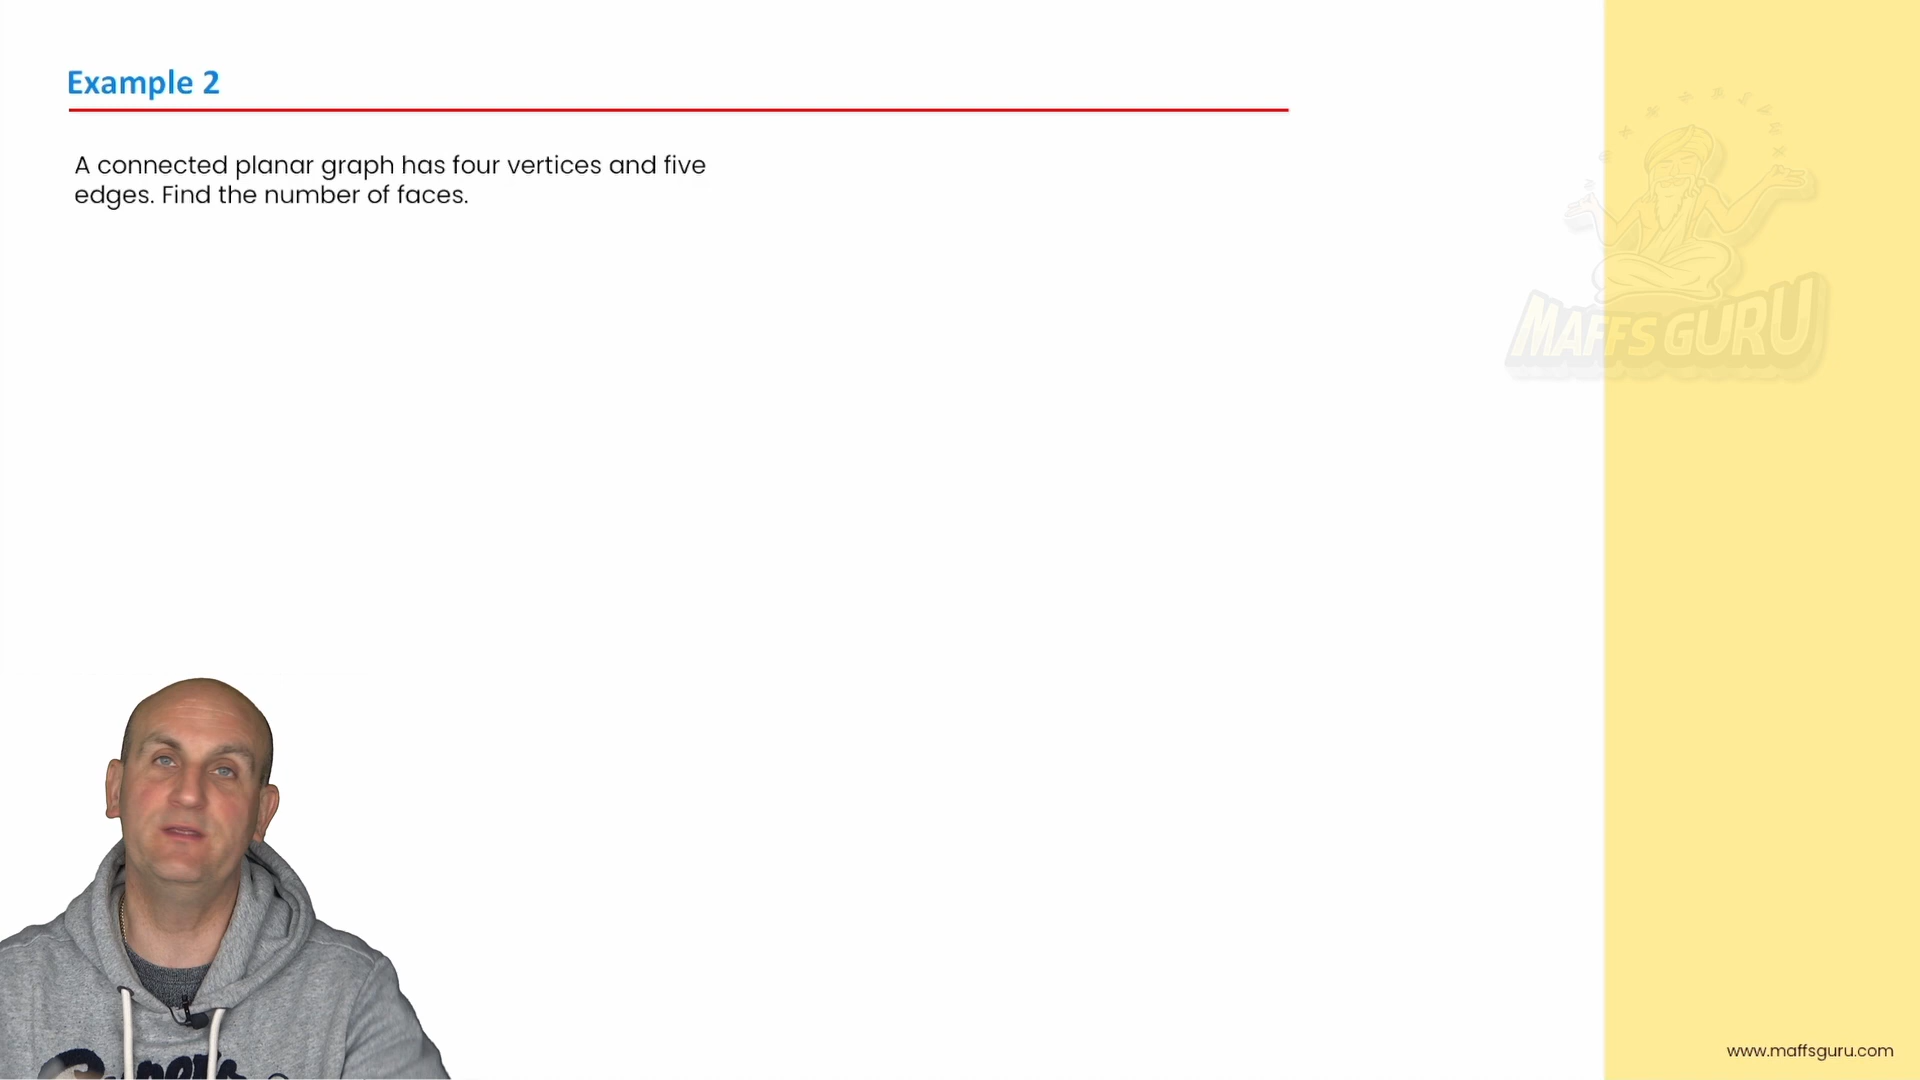 Example 2
A connected planar graph has four vertices and five
edges. Find the number of faces.
MAFFS GURU
www.maffsguru.com